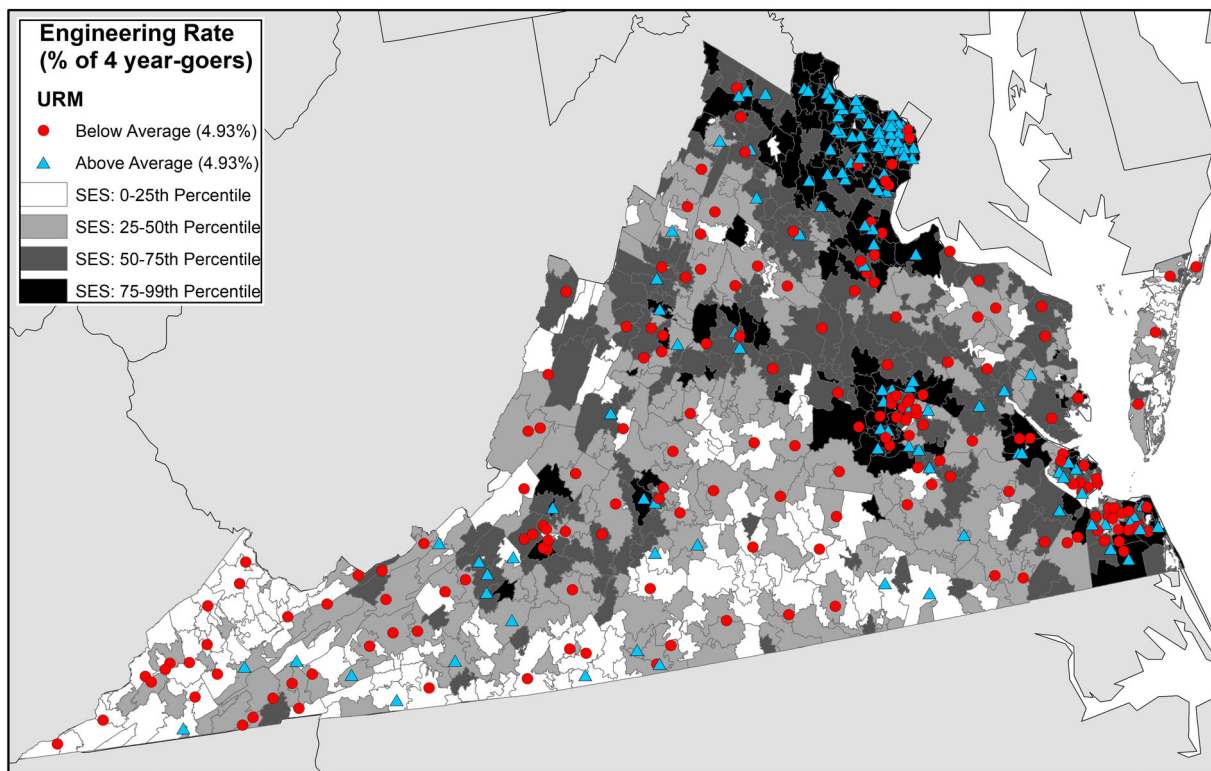 Engineering Rate
(% of 4 year-goers)
URM
Below Average (4.93%)
Above Average (4.93%)
SES: 0-25th Percentile
SES: 25-50th Percentile
SES: 50-75th Percentile
SES: 75-99th Percentile